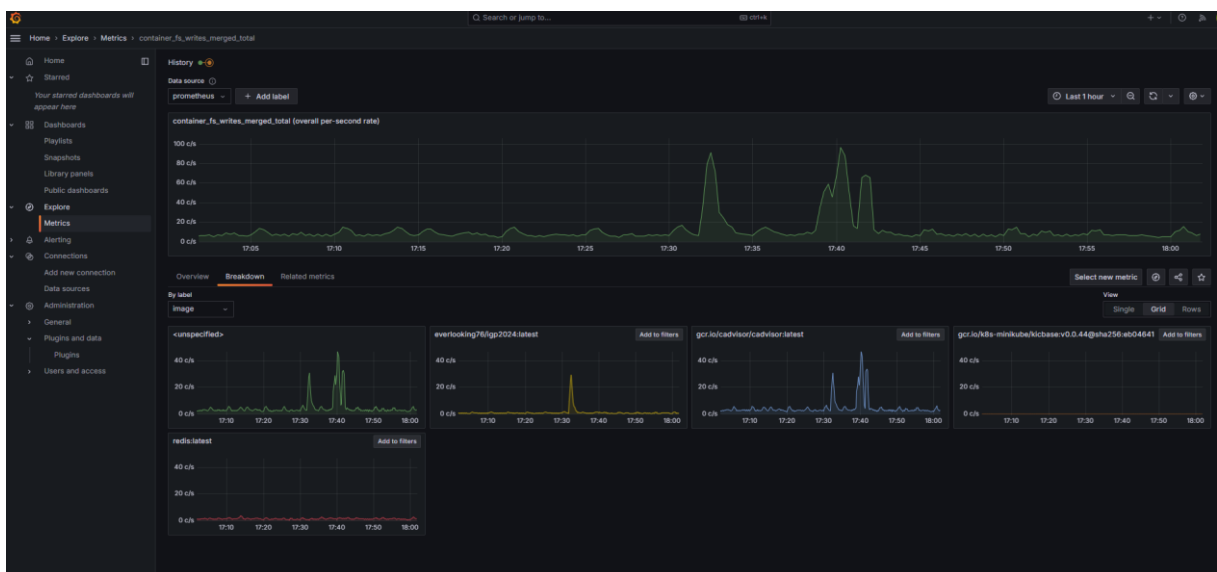 Search or jump to...
ctrl+k
Home › Explore › Metrics › container_fs_writes_merged_total
Home
Starred
Your starred dashboards will
appear here
Dashboards
Playlists
Snapshots
Library panels
Public dashboards
Explore
Metrics
Alerting
Connections
Add new connection
Data sources
Administration
General
Plugins and data
Plugins
Users and access
History
Data source
prometheus
+ Add label
Last 1 hour
container_fs_writes_merged_total (overall per-second rate)
100 c/s
80 c/s
60 c/s
40 c/s
20 c/s
0 c/s
17:05 17:10 17:15 17:20 17:25 17:30 17:35 17:40 17:45 17:50 17:55 18:00
Overview Breakdown Related metrics
Select new metric
By label
image
View
Single Grid Rows
<unspecified>
40 c/s
20 c/s
0 c/s
17:10 17:20 17:30 17:40 17:50 18:00
everlooking76/igp2024:latest
Add to filters
40 c/s
20 c/s
0 c/s
17:10 17:20 17:30 17:40 17:50 18:00
gcr.io/cadvisor/cadvisor:latest
Add to filters
40 c/s
20 c/s
0 c/s
17:10 17:20 17:30 17:40 17:50 18:00
gcr.io/k8s-minikube/kicbase:v0.0.44@sha256:eb04641
Add to filters
40 c/s
20 c/s
0 c/s
17:10 17:20 17:30 17:40 17:50 18:00
redis:latest
Add to filters
40 c/s
20 c/s
0 c/s
17:10 17:20 17:30 17:40 17:50 18:00